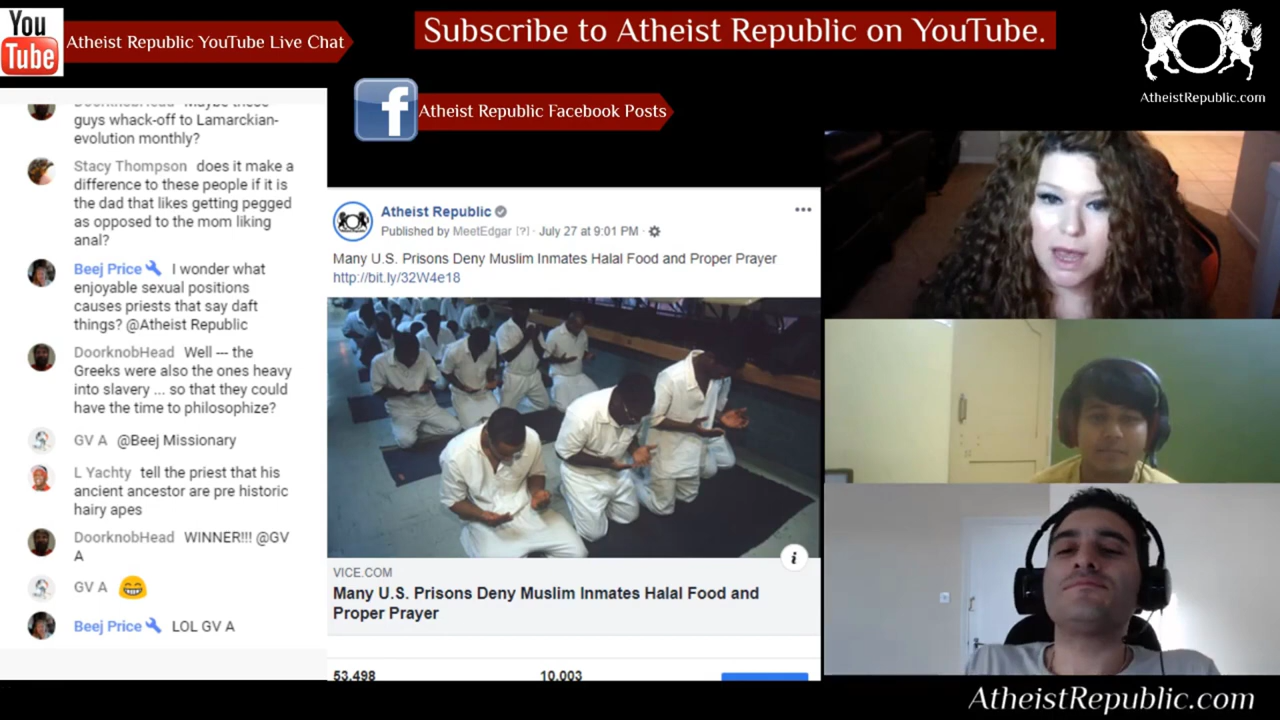 You
Tube
Atheist Republic YouTube Live Chat
Subscribe to Atheist Republic on YouTube.
AtheistRepublic.com
f
Atheist Republic Facebook Posts
DoorknobHead Maybe these
guys whack-off to Lamarckian-
evolution monthly?
Stacy Thompson does it make a
difference to these people if it is
the dad that likes getting pegged
as opposed to the mom liking
anal?
Beej Price I wonder what
enjoyable sexual positions
causes priests that say daft
things? @Atheist Republic
DoorknobHead Well --- the
Greeks were also the ones heavy
into slavery ... so that they could
have the time to philosophize?
GV A @Beej Missionary
L Yachty tell the priest that his
ancient ancestor are pre historic
hairy apes
DoorknobHead WINNER!!! @GV
A
GV A 😁
Beej Price LOL GV A
Atheist Republic
Published by MeetEdgar [?] · July 27 at 9:01 PM ·
Many U.S. Prisons Deny Muslim Inmates Halal Food and Proper Prayer
http://bit.ly/32W4e18
i
VICE.COM
Many U.S. Prisons Deny Muslim Inmates Halal Food and
Proper Prayer
53,498 10,003
AtheistRepublic.com